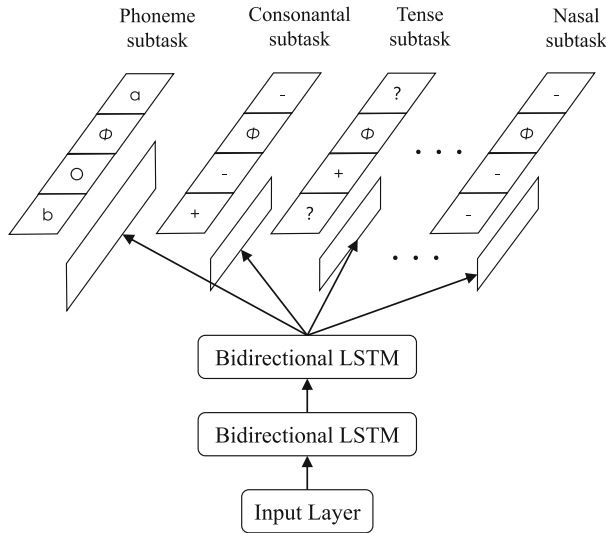 Phoneme subtask
Consonantal subtask
Tense subtask
Nasal subtask
a
Φ
O
b
-
Φ
-
+
?
Φ
+
?
. . .
-
Φ
-
-
. . .
Bidirectional LSTM
Bidirectional LSTM
Input Layer